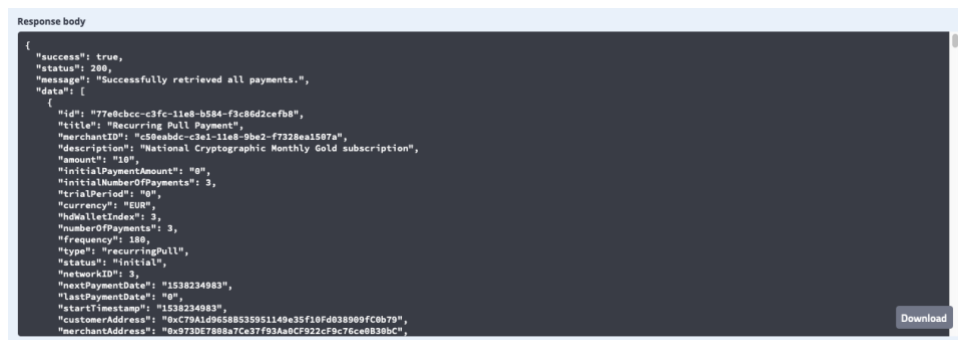 Response body
{
"success": true,
"status": 200,
"message": "Successfully retrieved all payments.",
"data": [
{
"id": "77e0cbcc-c3fc-11e8-b584-f3c86d2cefb8",
"title": "Recurring Pull Payment",
"merchantID": "c50eabdc-c3e1-11e8-9be2-f7328ea1507a",
"description": "National Cryptographic Monthly Gold subscription",
"amount": "10",
"initialPaymentAmount": "0",
"initialNumberOfPayments": 3,
"trialPeriod": "0",
"currency": "EUR",
"hdWalletIndex": 3,
"numberOfPayments": 3,
"frequency": 180,
"type": "recurringPull",
"status": "initial",
"networkID": 3,
"nextPaymentDate": "1538234983",
"lastPaymentDate": "0",
"startTimestamp": "1538234983",
"customerAddress": "0xC79A1d9658B535951149e35f10Fd038909fC0b79",
"merchantAddress": "0x973DE7808a7Ce37f93Aa0CF922cF9c76ce0B30bC",
Download